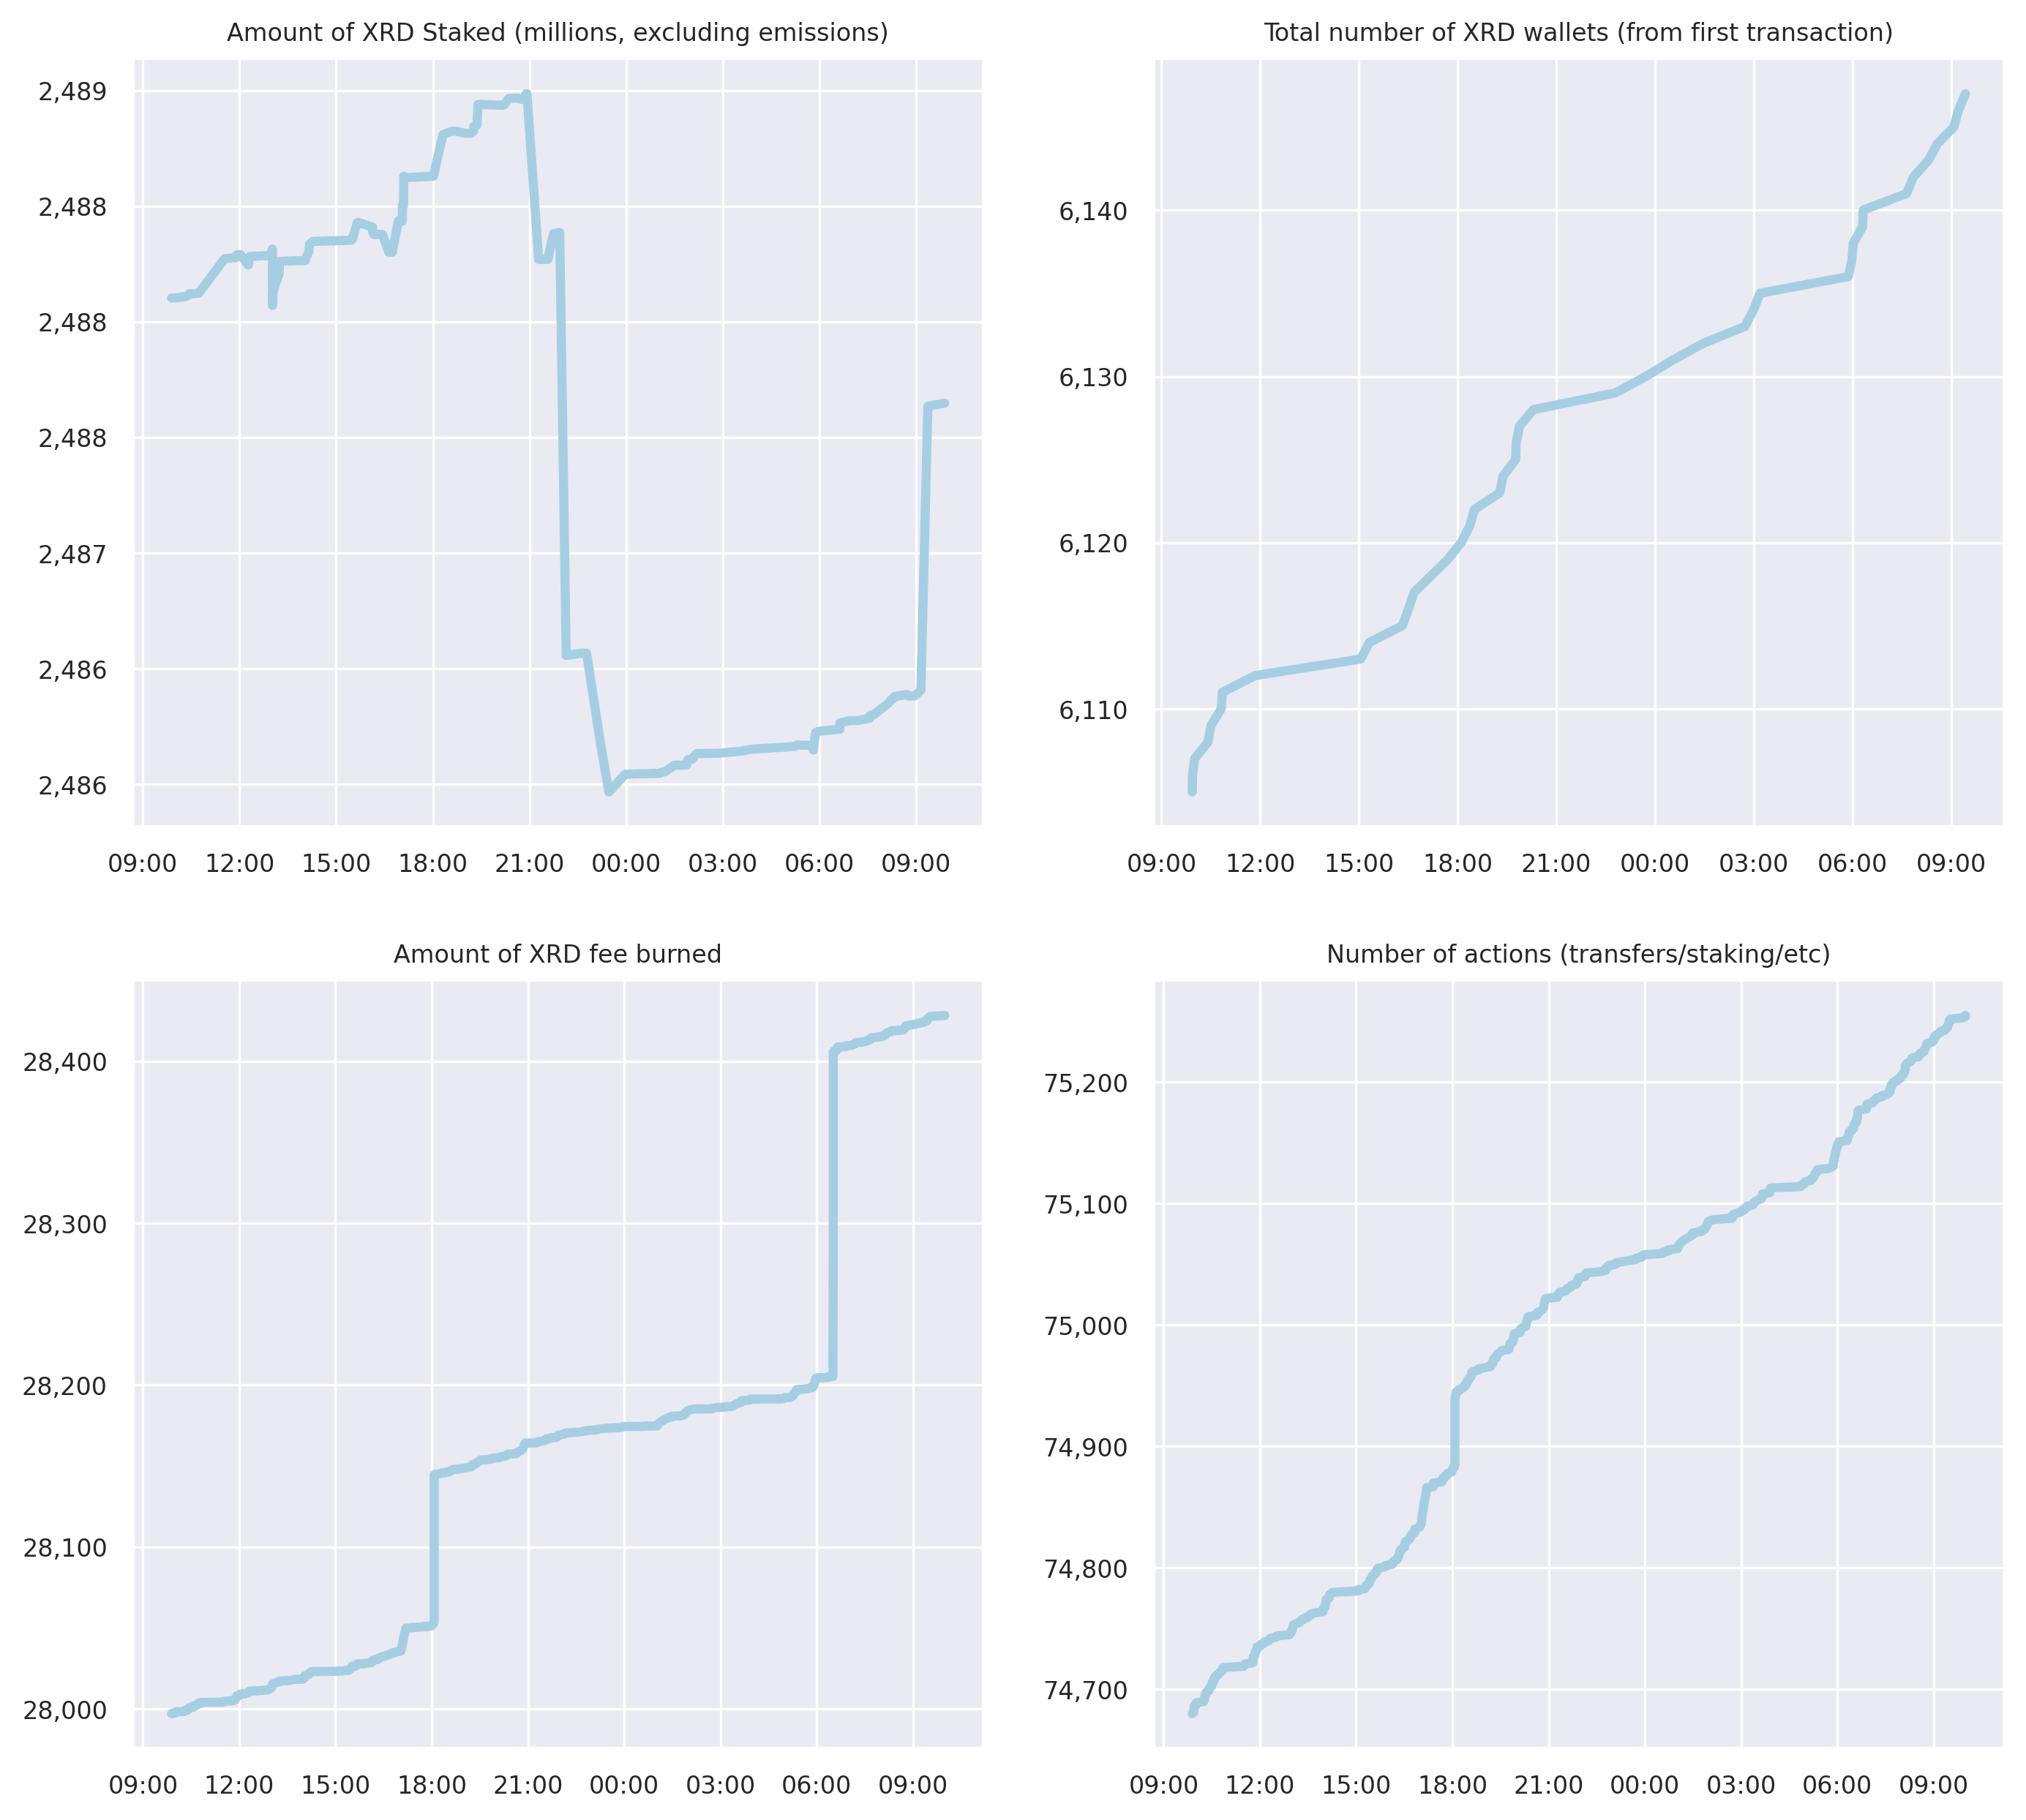 Amount of XRD Staked (millions, excluding emissions)
2,489
2,488
2,488
2,488
2,487
2,486
2,486
09:00 12:00 15:00 18:00 21:00 00:00 03:00 06:00 09:00
Total number of XRD wallets (from first transaction)
6,140
6,130
6,120
6,110
09:00 12:00 15:00 18:00 21:00 00:00 03:00 06:00 09:00
Amount of XRD fee burned
28,400
28,300
28,200
28,100
28,000
09:00 12:00 15:00 18:00 21:00 00:00 03:00 06:00 09:00
Number of actions (transfers/staking/etc)
75,200
75,100
75,000
74,900
74,800
74,700
09:00 12:00 15:00 18:00 21:00 00:00 03:00 06:00 09:00